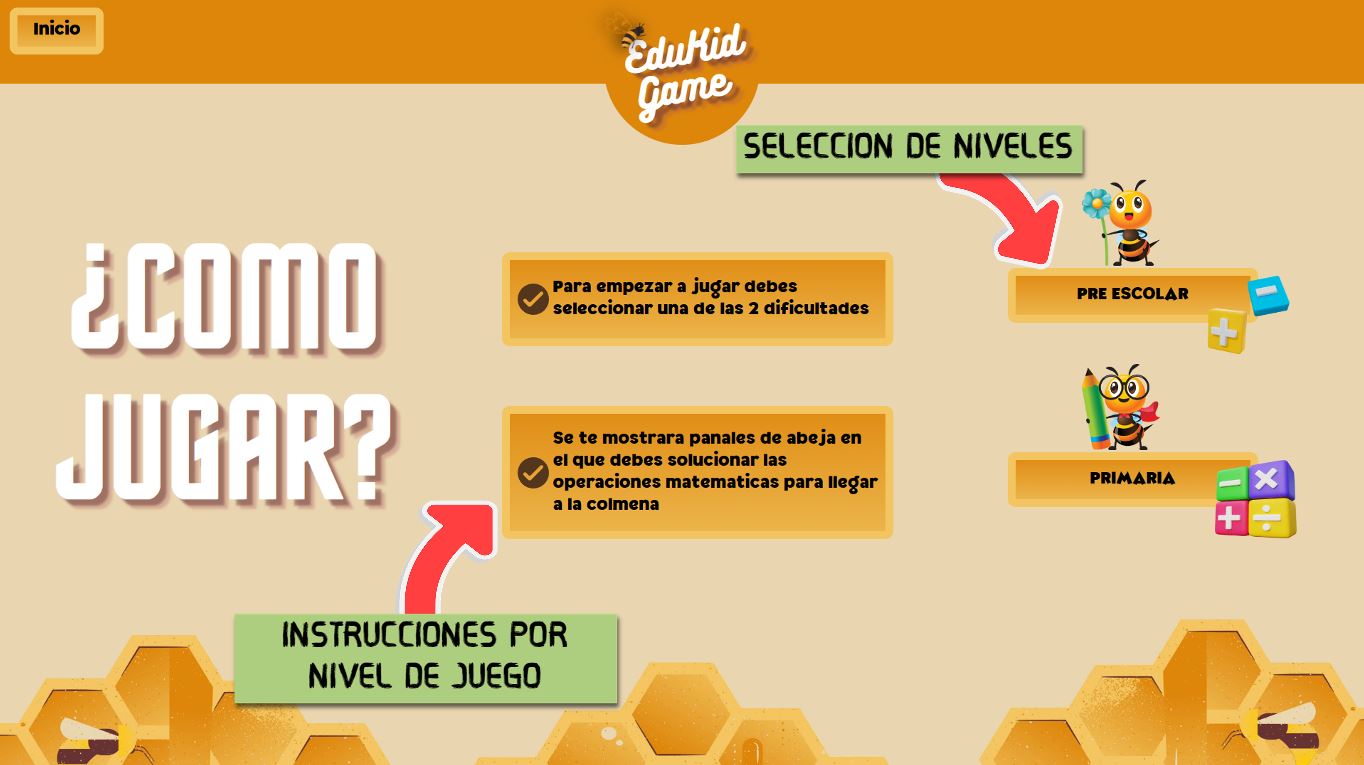 Inicio
EduKid
Game
SELECCION DE NIVELES
¿COMO
JUGAR?
Para empezar a jugar debes
seleccionar una de las 2 dificultades
Se te mostrara panales de abeja en
el que debes solucionar las
operaciones matematicas para llegar
a la colmena
PRE ESCOLAR
PRIMARIA
INSTRUCCIONES POR
NIVEL DE JUEGO